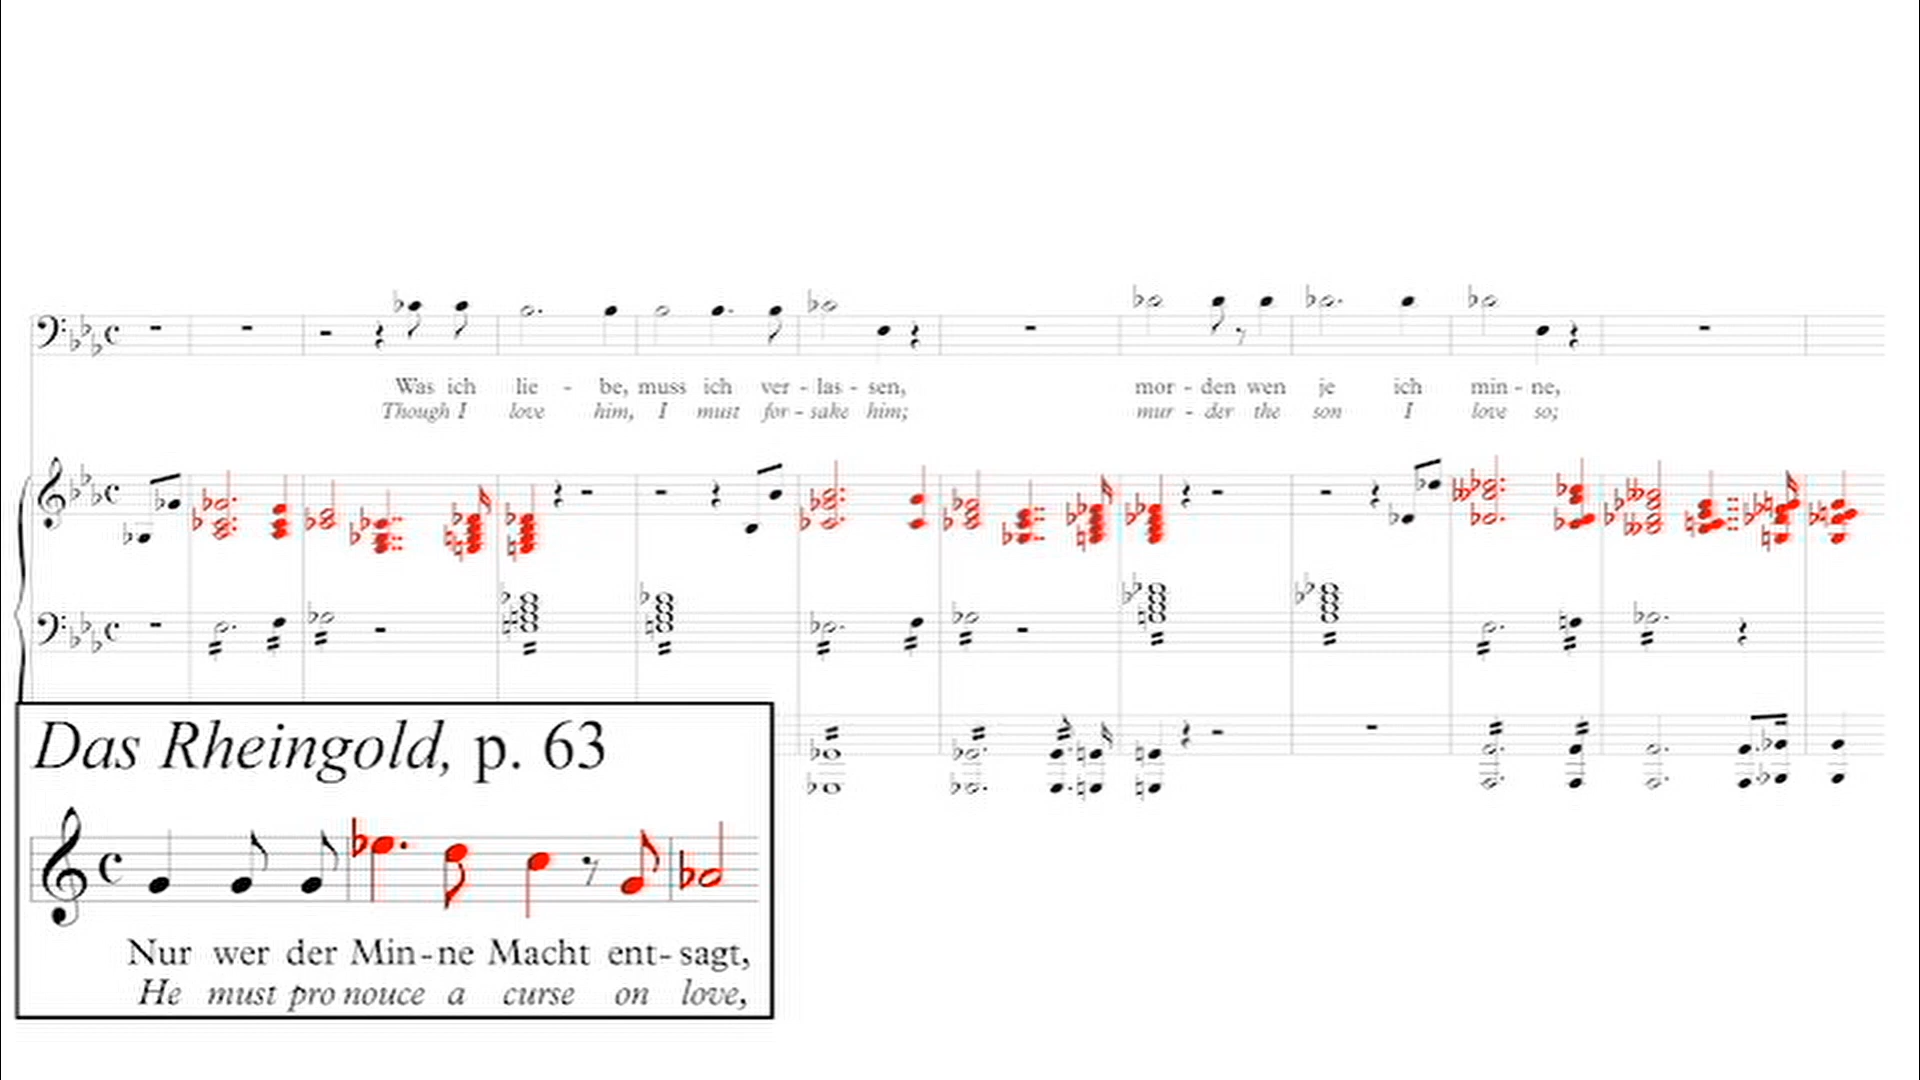 Was ich lie - be, muss ich ver - las - sen, mor - den wen je ich min - ne,
Though I love him, I must for - sake him; mur - der the son I love so;
Das Rheingold, p. 63
Nur wer der Min - ne Macht ent - sagt,
He must pro nouce a curse on love,